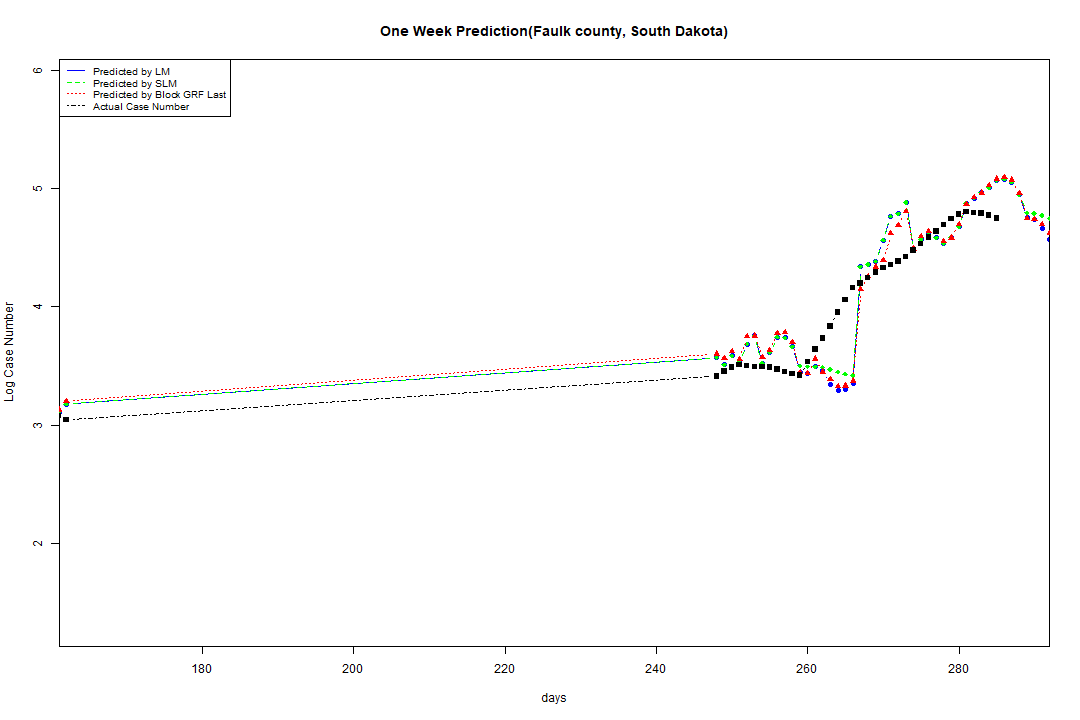 One Week Prediction(Faulk county, South Dakota)
Predicted by LM
Predicted by SLM
Predicted by Block GRF Last
Actual Case Number
6
5
4
3
2
Log Case Number
180 200 220 240 260 280
days